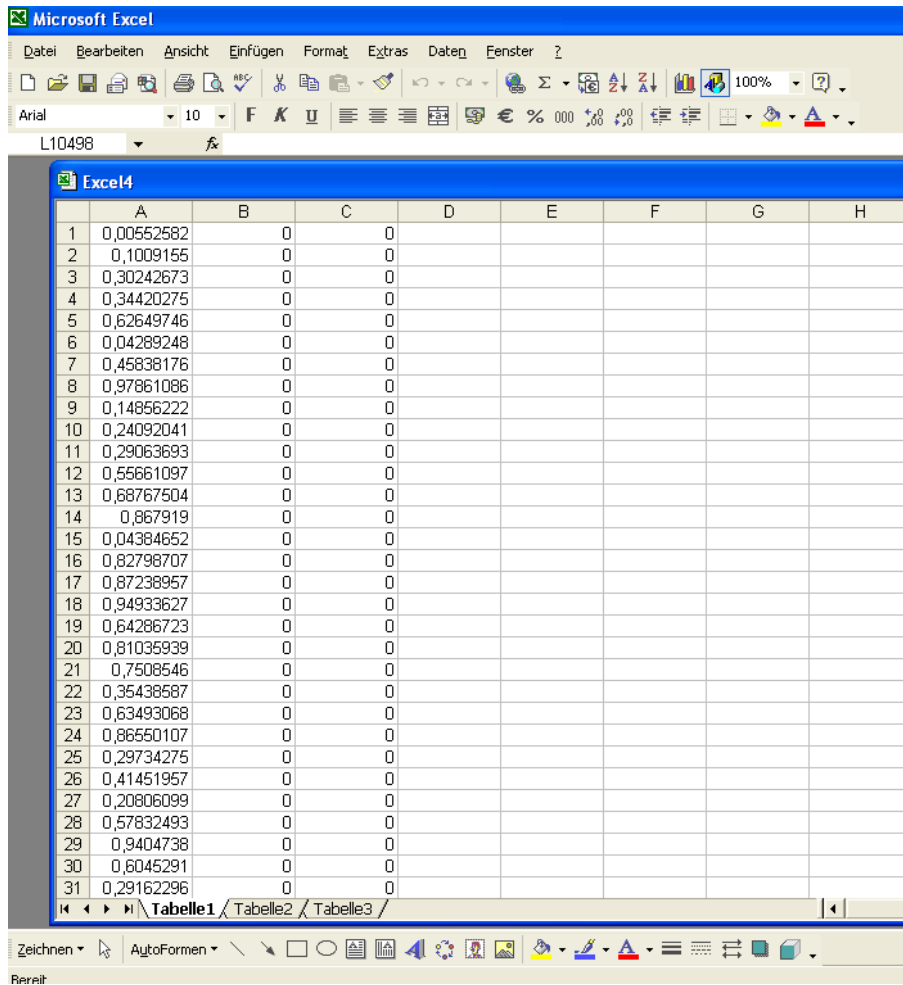 Microsoft Excel
Datei Bearbeiten Ansicht Einfügen Format Extras Daten Fenster ?
ABC Σ A Z Z A 100% ?
Arial 10 F K U € % 000 ,0 ,00 ,00 ,0 A
L10498 fx
Excel4
A B C D E F G H
1 0,00552582 0 0
2 0,1009155 0 0
3 0,30242673 0 0
4 0,34420275 0 0
5 0,62649746 0 0
6 0,04289248 0 0
7 0,45838176 0 0
8 0,97861086 0 0
9 0,14856222 0 0
10 0,24092041 0 0
11 0,29063693 0 0
12 0,55661097 0 0
13 0,68767504 0 0
14 0,867919 0 0
15 0,04384652 0 0
16 0,82798707 0 0
17 0,87238957 0 0
18 0,94933627 0 0
19 0,64286723 0 0
20 0,81035939 0 0
21 0,7508546 0 0
22 0,35438587 0 0
23 0,63493068 0 0
24 0,86550107 0 0
25 0,29734275 0 0
26 0,41451957 0 0
27 0,20806099 0 0
28 0,57832493 0 0
29 0,9404738 0 0
30 0,6045291 0 0
31 0,29162296 0 0
Tabelle1 Tabelle2 Tabelle3
Zeichnen AutoFormen A A
Bereit